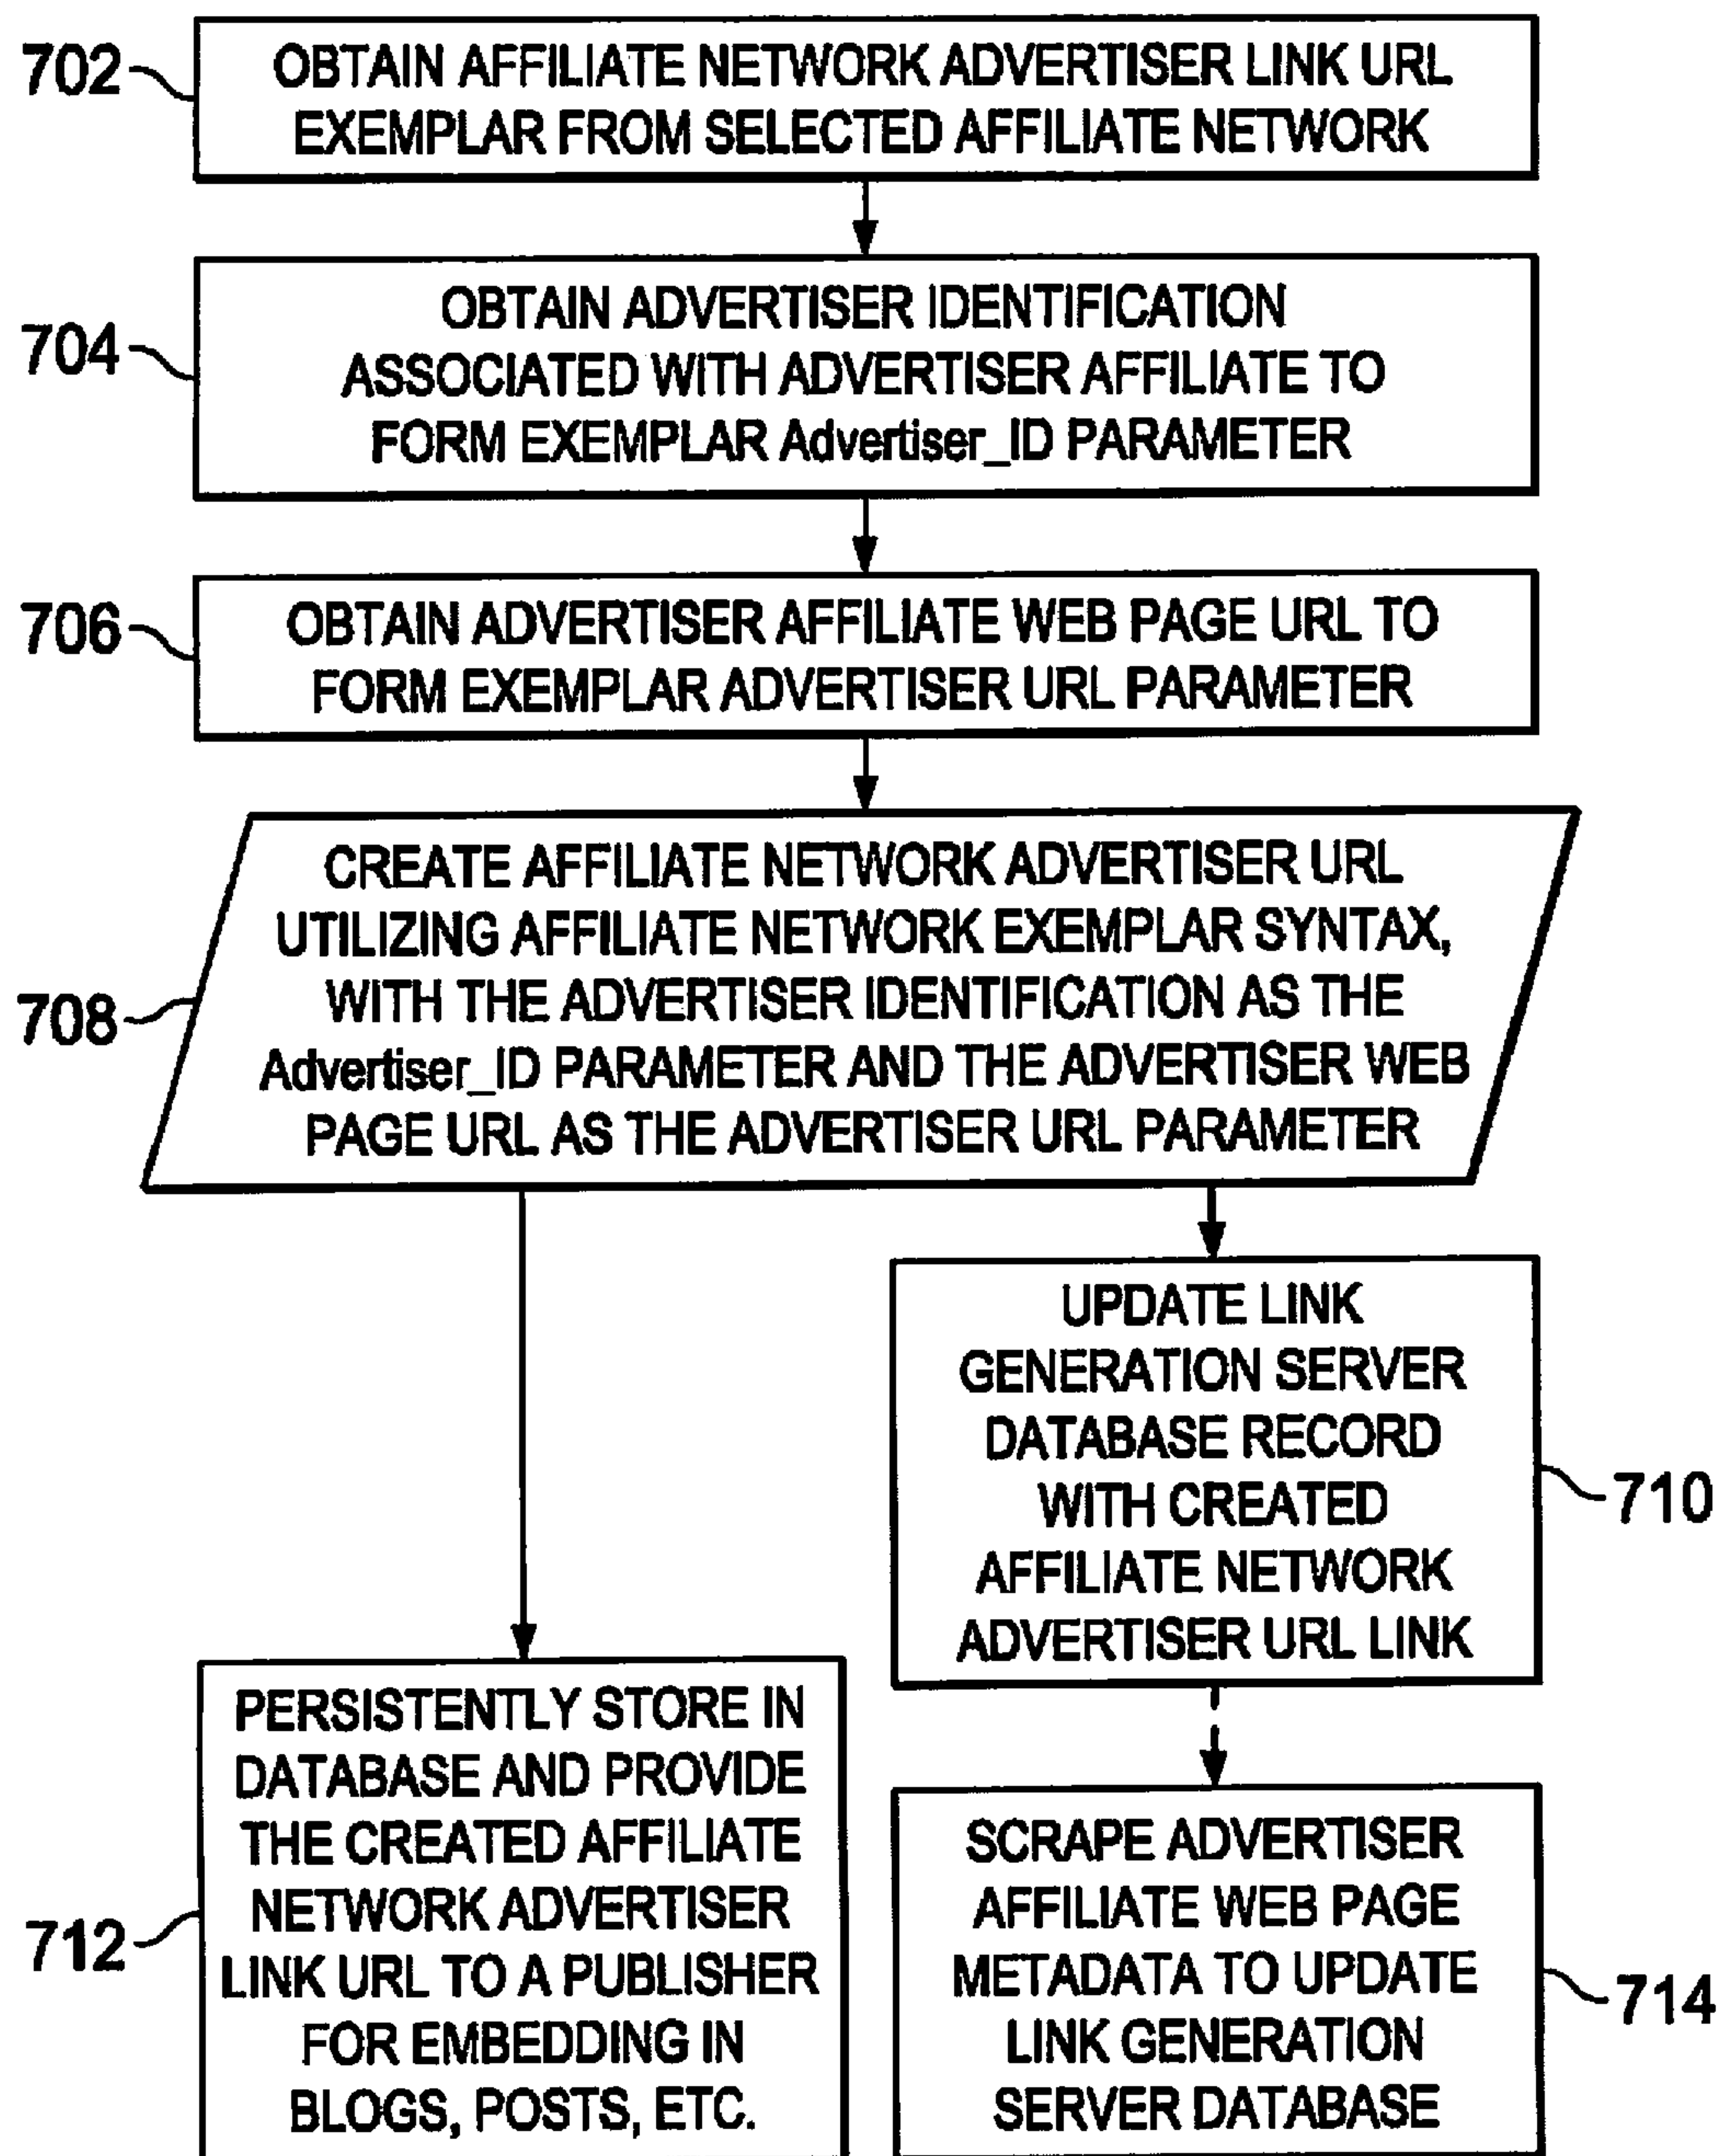 702
OBTAIN AFFILIATE NETWORK ADVERTISER LINK URL
EXEMPLAR FROM SELECTED AFFILIATE NETWORK
704
OBTAIN ADVERTISER IDENTIFICATION
ASSOCIATED WITH ADVERTISER AFFILIATE TO
FORM EXEMPLAR Advertiser_ID PARAMETER
706
OBTAIN ADVERTISER AFFILIATE WEB PAGE URL TO
FORM EXEMPLAR ADVERTISER URL PARAMETER
708
CREATE AFFILIATE NETWORK ADVERTISER URL
UTILIZING AFFILIATE NETWORK EXEMPLAR SYNTAX,
WITH THE ADVERTISER IDENTIFICATION AS THE
Advertiser_ID PARAMETER AND THE ADVERTISER WEB
PAGE URL AS THE ADVERTISER URL PARAMETER
UPDATE LINK
GENERATION SERVER
DATABASE RECORD
WITH CREATED
AFFILIATE NETWORK
ADVERTISER URL LINK
710
712
PERSISTENTLY STORE IN
DATABASE AND PROVIDE
THE CREATED AFFILIATE
NETWORK ADVERTISER
LINK URL TO A PUBLISHER
FOR EMBEDDING IN
BLOGS, POSTS, ETC.
SCRAPE ADVERTISER
AFFILIATE WEB PAGE
METADATA TO UPDATE
LINK GENERATION
SERVER DATABASE
714